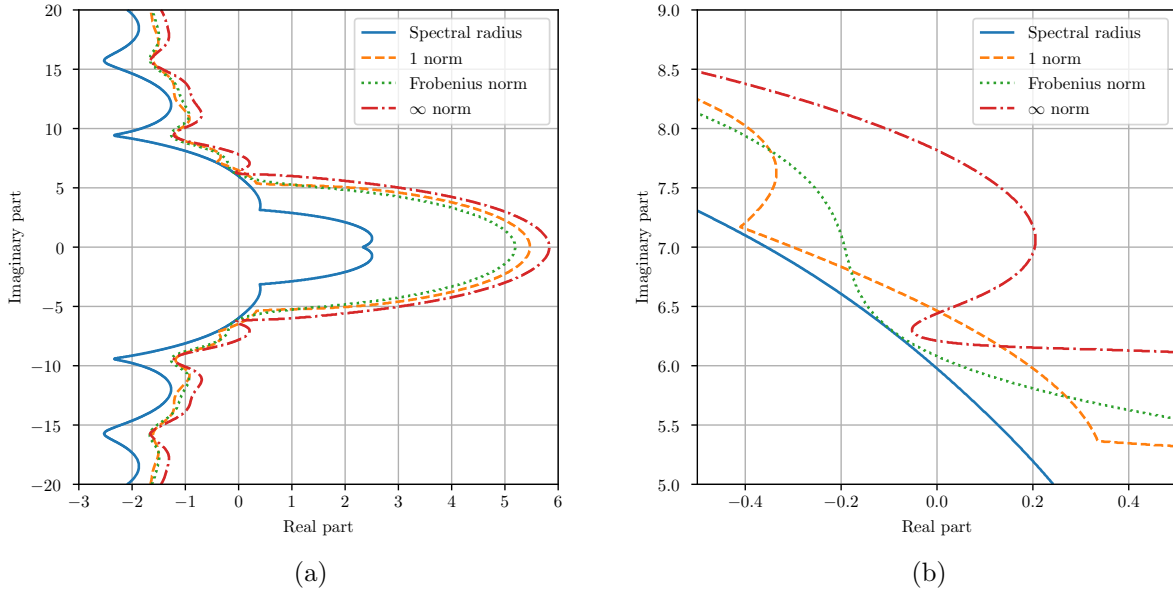 20
15
10
5
0
−5
−10
−15
−20
−3
−2
−1
0
1
2
3
4
5
6
Imaginary part
Real part
Spectral radius
1 norm
Frobenius norm
∞ norm
(a)
9.0
8.5
8.0
7.5
7.0
6.5
6.0
5.5
5.0
−0.4
−0.2
0.0
0.2
0.4
Imaginary part
Real part
Spectral radius
1 norm
Frobenius norm
∞ norm
(b)